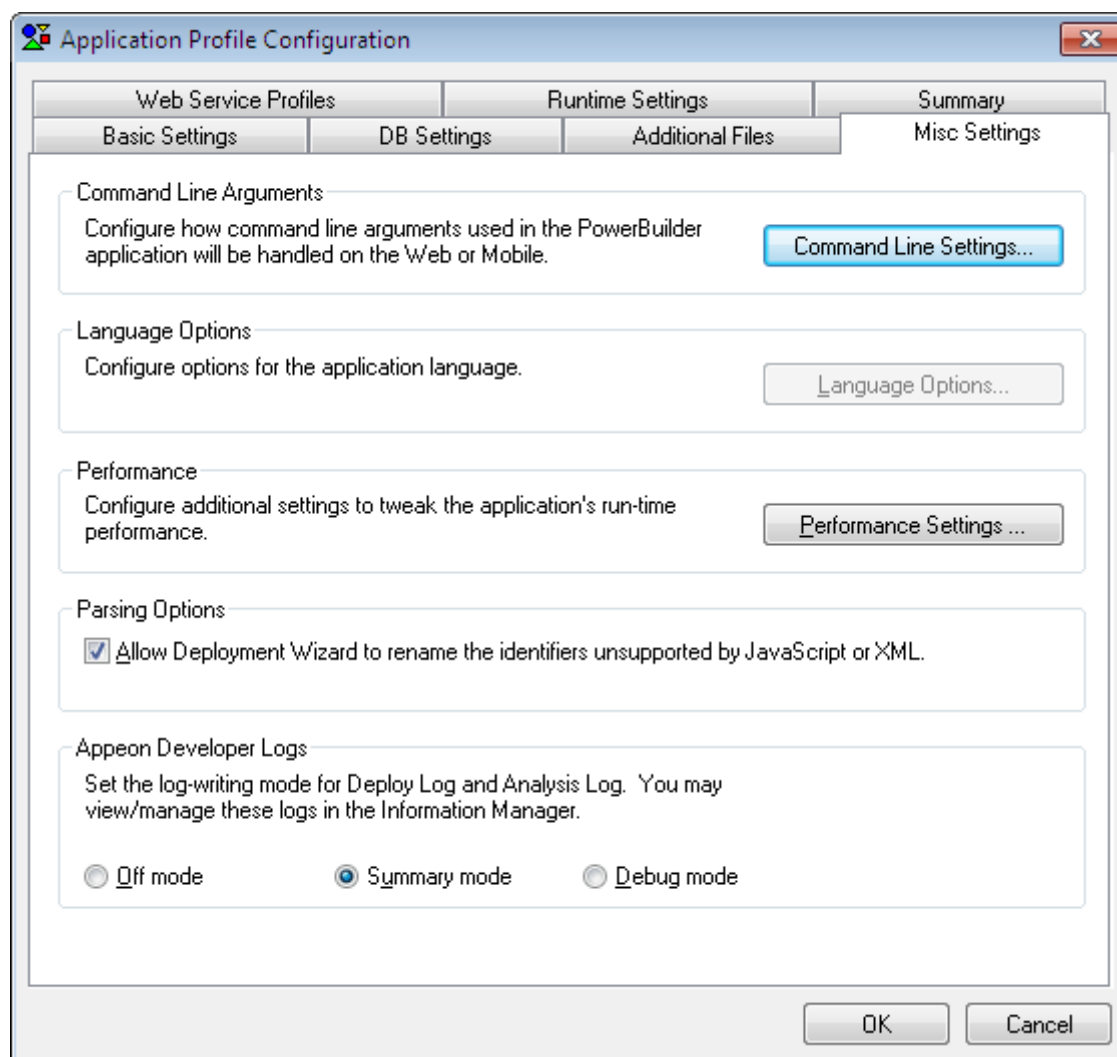 Application Profile Configuration
Web Service Profiles
Runtime Settings
Summary
Basic Settings
DB Settings
Additional Files
Misc Settings
Command Line Arguments
Configure how command line arguments used in the PowerBuilder
application will be handled on the Web or Mobile.
Command Line Settings...
Language Options
Configure options for the application language.
Language Options...
Performance
Configure additional settings to tweak the application's run-time
performance.
Performance Settings ...
Parsing Options
Allow Deployment Wizard to rename the identifiers unsupported by JavaScript or XML.
Appeon Developer Logs
Set the log-writing mode for Deploy Log and Analysis Log.  You may
view/manage these logs in the Information Manager.
Off mode
Summary mode
Debug mode
OK
Cancel